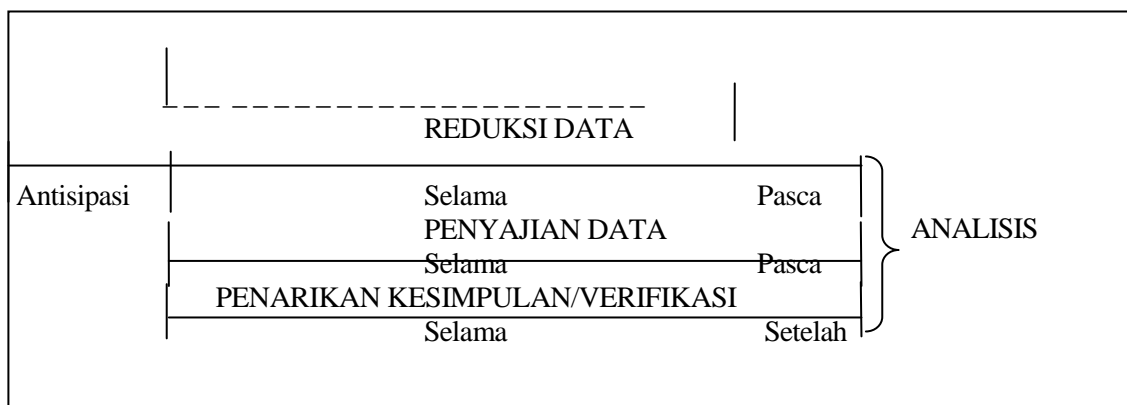 REDUKSI DATA
Antisipasi Selama Pasca
PENYAJIAN DATA ANALISIS
Selama Pasca
PENARIKAN KESIMPULAN/VERIFIKASI
Selama Setelah